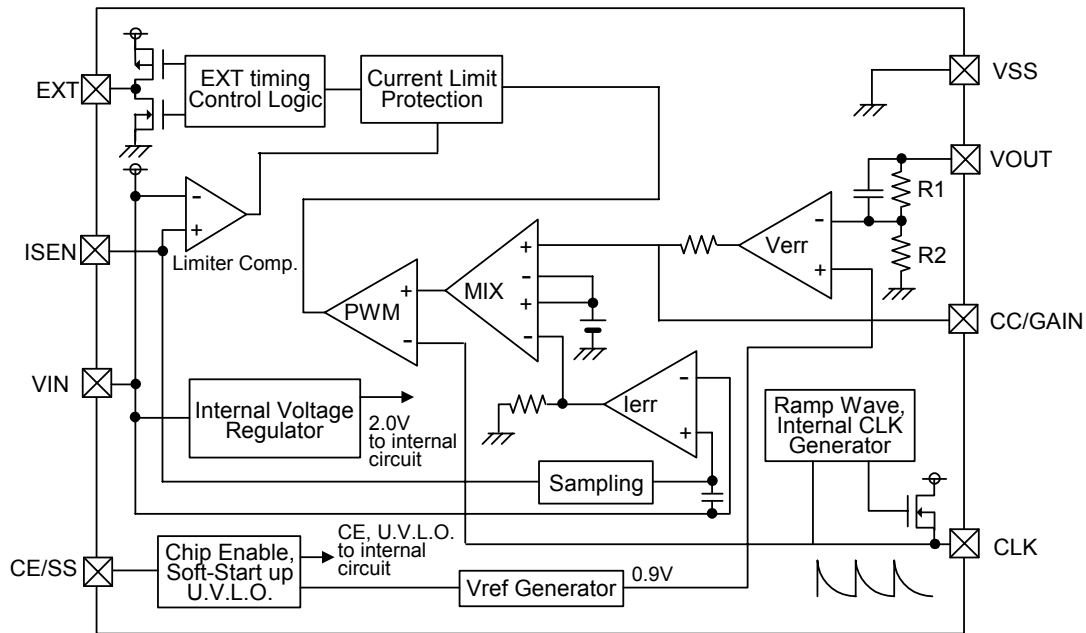 EXT
EXT timing
Control Logic
Current Limit
Protection
VSS
VOUT
R1
R2
-
+
Limiter Comp.
ISEN
-
+
Verr
+
-
+
-
MIX
+
-
PWM
CC/GAIN
VIN
Internal Voltage
Regulator
2.0V
to internal
circuit
-
+
Ierr
Ramp Wave,
Internal CLK
Generator
Sampling
CE/SS
Chip Enable,
Soft-Start up
U.V.L.O.
CE, U.V.L.O.
to internal
circuit
Vref Generator
0.9V
CLK